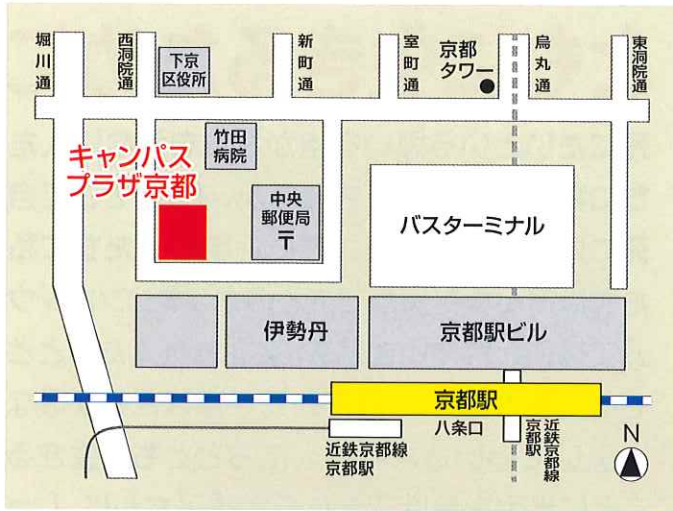 堀川通
西洞院通
下京
区役所
新町通
室町通
京都
タワー
烏丸通
東洞院通
竹田
病院
キャンパス
プラザ京都
中央
郵便局
〒
バスターミナル
伊勢丹
京都駅ビル
京都駅
八条口
近鉄京都線
京都駅
近鉄京都線
京都駅
N